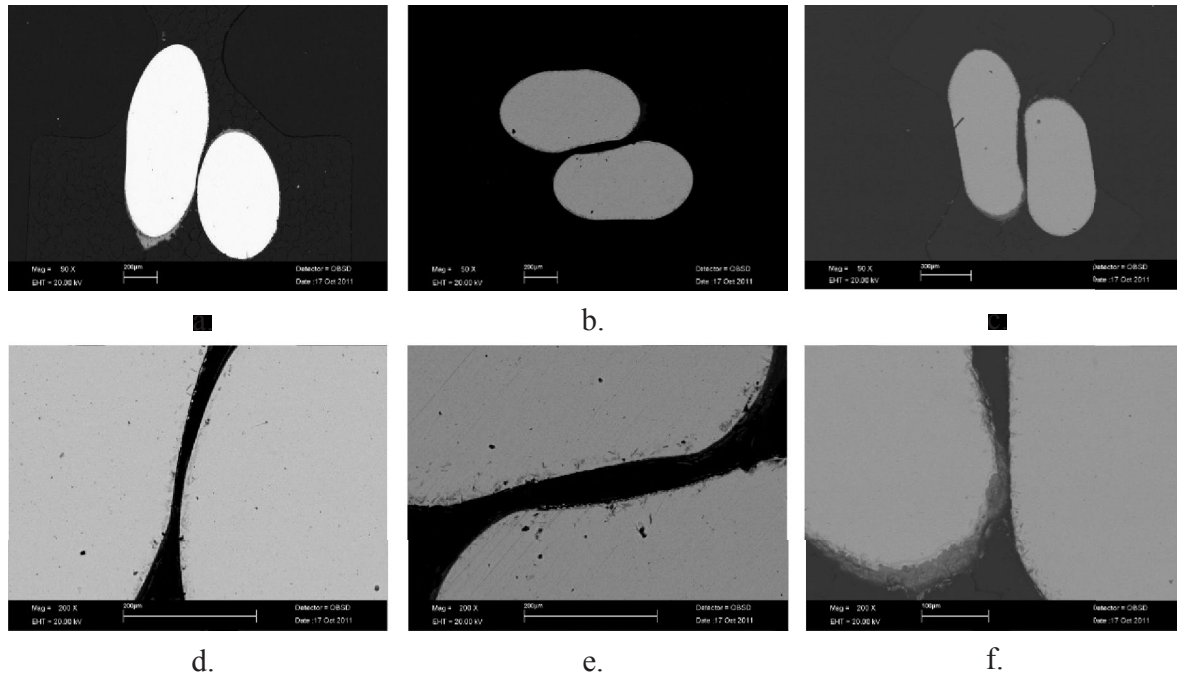 Mag = 50 X 200µm Detector = QBSD
EHT = 20.00 kV Date :17 Oct 2011
Mag = 50 X 200µm Detector = QBSD
EHT = 20.00 kV Date :17 Oct 2011
Mag = 50 X 300µm Detector = QBSD
EHT = 20.00 kV Date :17 Oct 2011
a
b.
c
Mag = 200 X 200µm Detector = QBSD
EHT = 20.00 kV Date :17 Oct 2011
Mag = 200 X 200µm Detector = QBSD
EHT = 20.00 kV Date :17 Oct 2011
Mag = 200 X 100µm Detector = QBSD
EHT = 20.00 kV Date :17 Oct 2011
d.
e.
f.